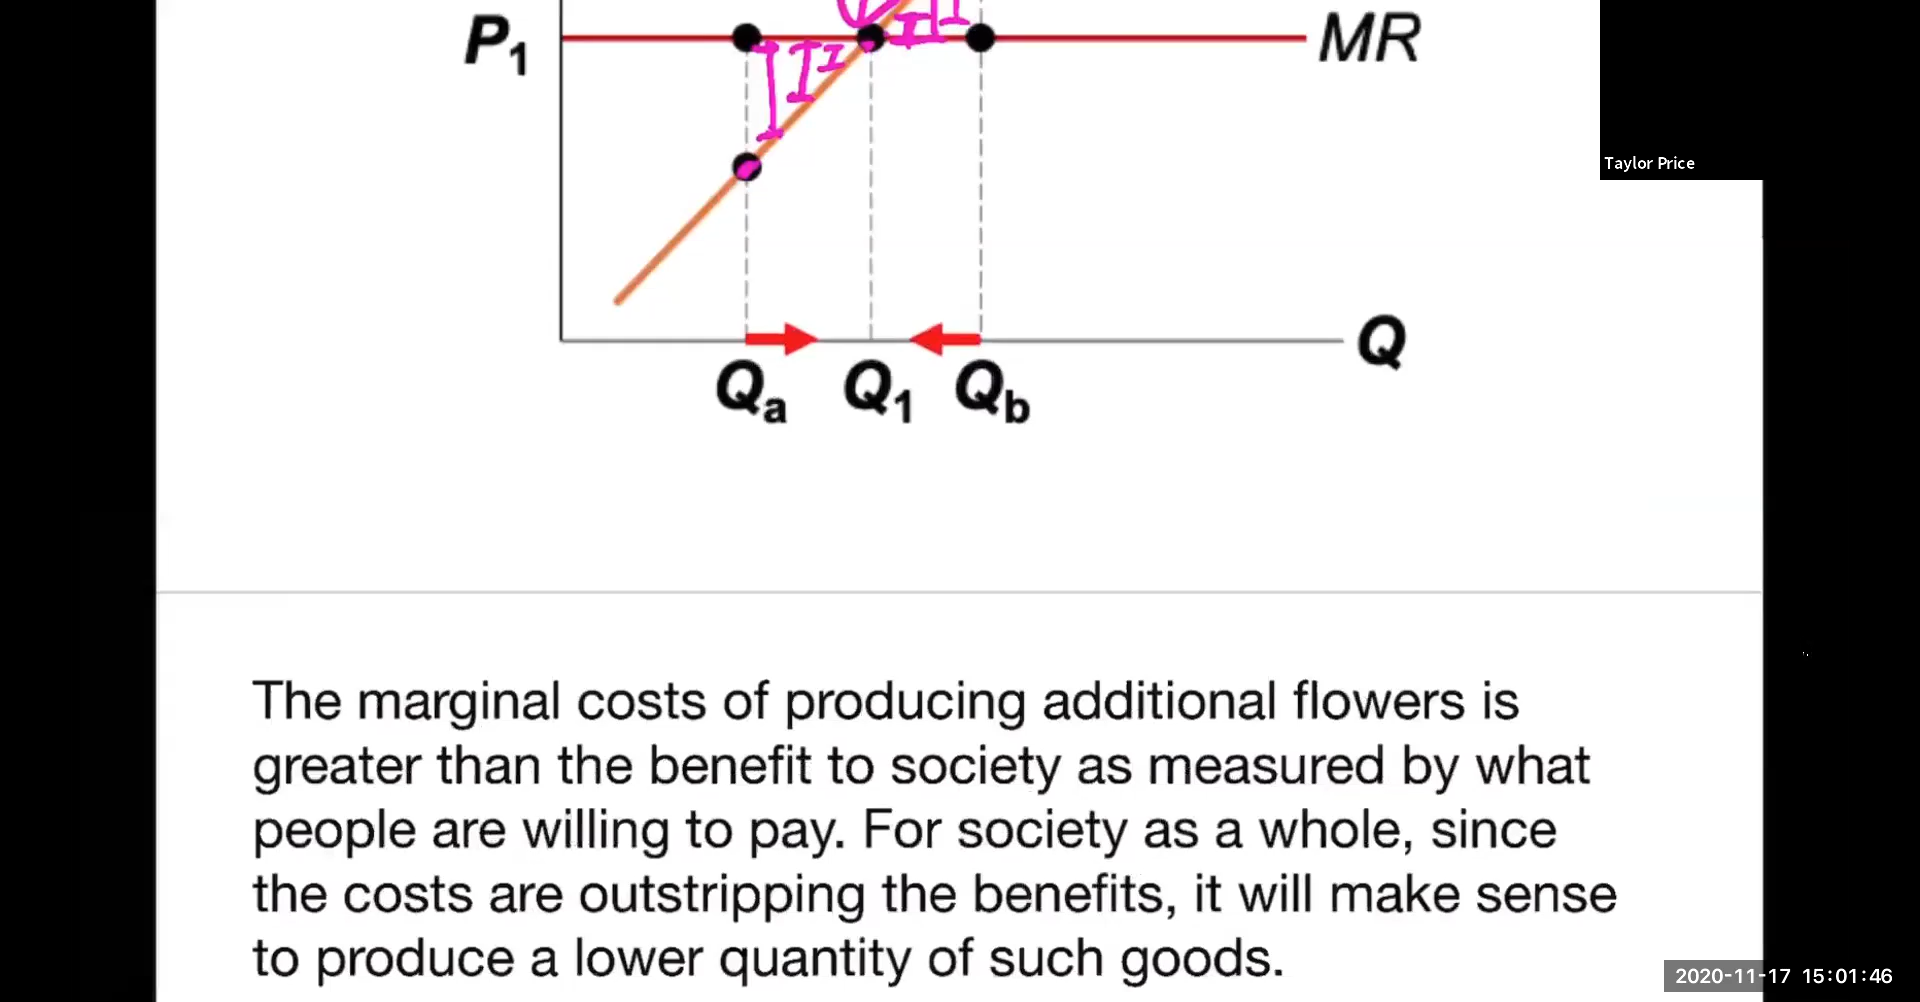 P1
MR
Taylor Price
Q
Qa Q1 Qb
The marginal costs of producing additional flowers is
greater than the benefit to society as measured by what
people are willing to pay. For society as a whole, since
the costs are outstripping the benefits, it will make sense
to produce a lower quantity of such goods.
2020-11-17 15:01:46